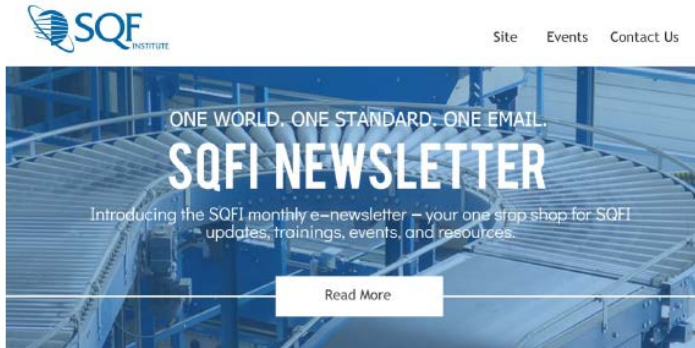 SQF
INSTITUTE
Site Events Contact Us
ONE WORLD. ONE STANDARD. ONE EMAIL.
SQFI NEWSLETTER
Introducing the SQFI monthly e-newsletter – your one stop shop for SQFI
updates, trainings, events, and resources.
Read More